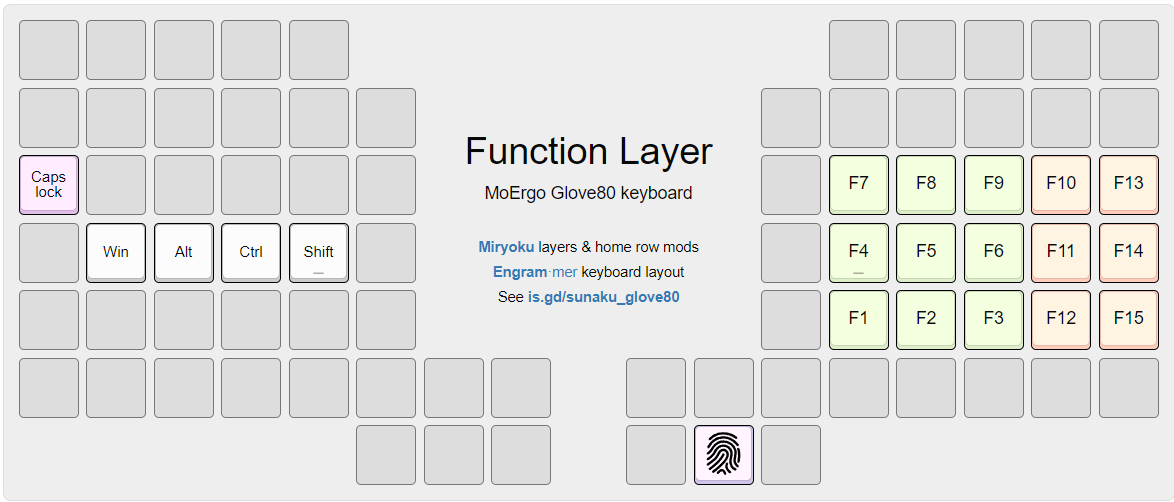 Function Layer
MoErgo Glove80 keyboard
Miryoku layers & home row mods
Engram·mer keyboard layout
See is.gd/sunaku_glove80
Caps
lock
Win Alt Ctrl Shift
_
F7 F8 F9 F10 F13
F4 F5 F6 F11 F14
_
F1 F2 F3 F12 F15